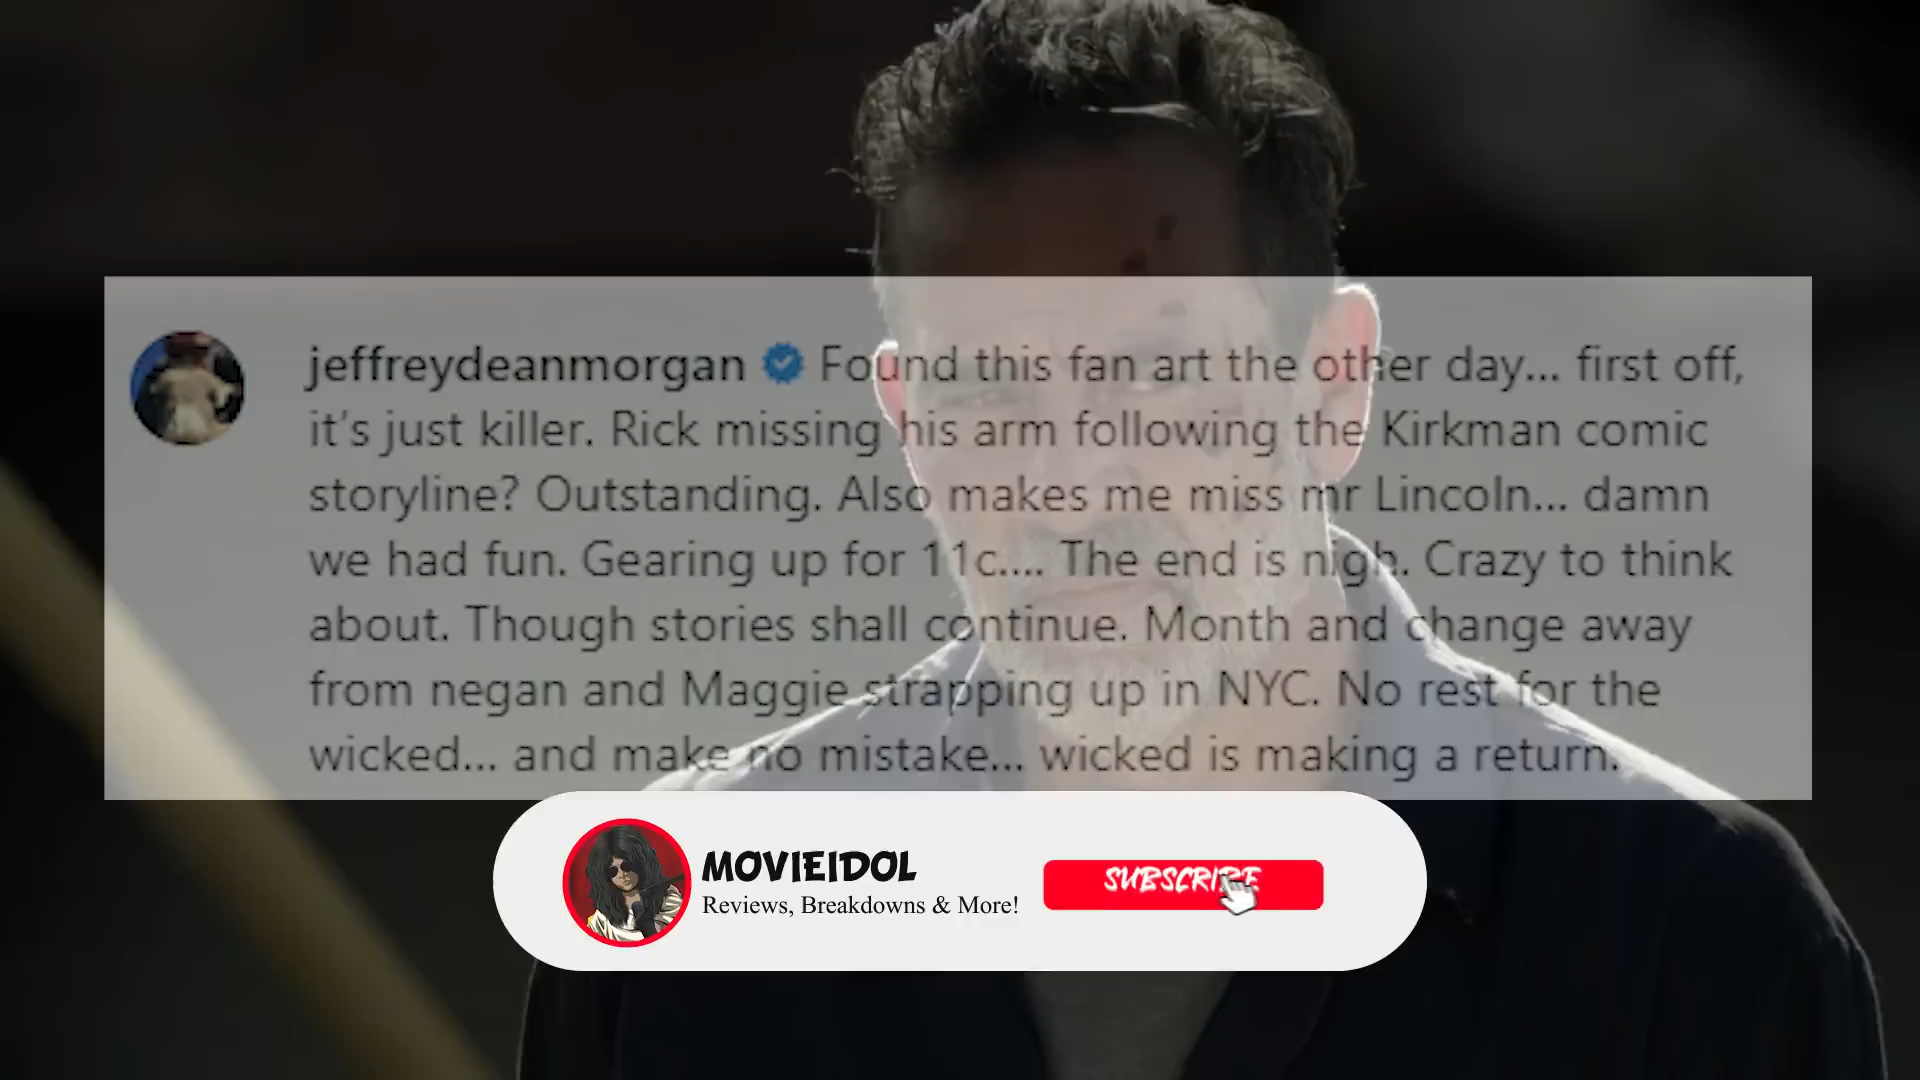 jeffreydeanmorgan Found this fan art the other day... first off,
it's just killer. Rick missing his arm following the Kirkman comic
storyline? Outstanding. Also makes me miss mr Lincoln... damn
we had fun. Gearing up for 11c.... The end is nigh. Crazy to think
about. Though stories shall continue. Month and change away
from negan and Maggie strapping up in NYC. No rest for the
wicked... and make no mistake... wicked is making a return.
MOVIEIDOL
Reviews, Breakdowns & More!
SUBSCRIBE